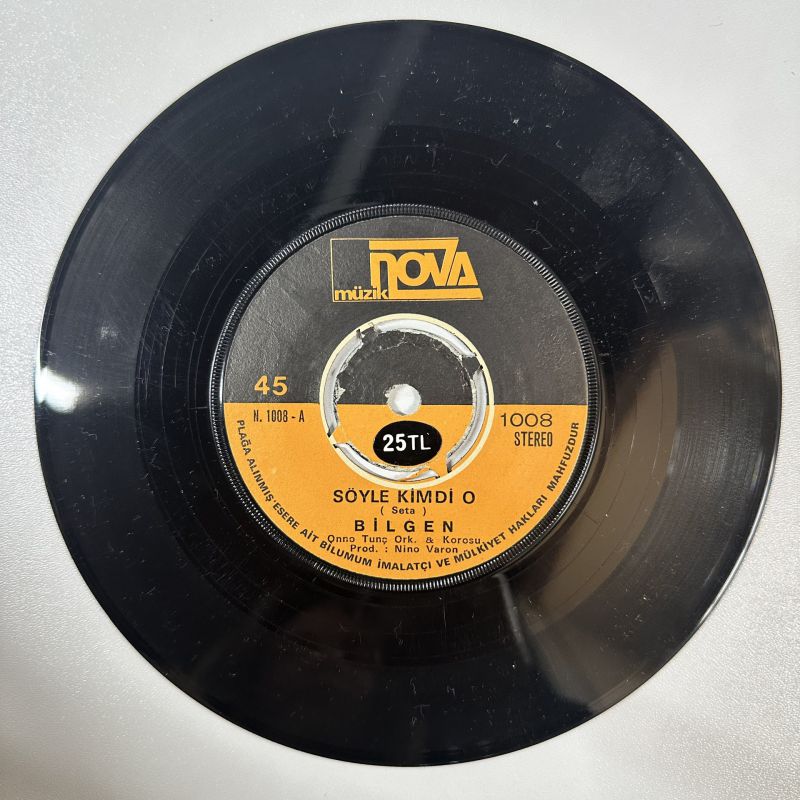 NOVA
müzik
45
N. 1008 - A
1008
STEREO
25TL
SÖYLE KİMDİ O
( Seta )
BİLGEN
Onno Tunç Ork. & Korosu
Prod. : Nino Varon
PLAĞA ALINMIŞ ESERE AİT BİLUMUM İMALATÇI VE MÜLKİYET HAKLARI MAHFUZDUR